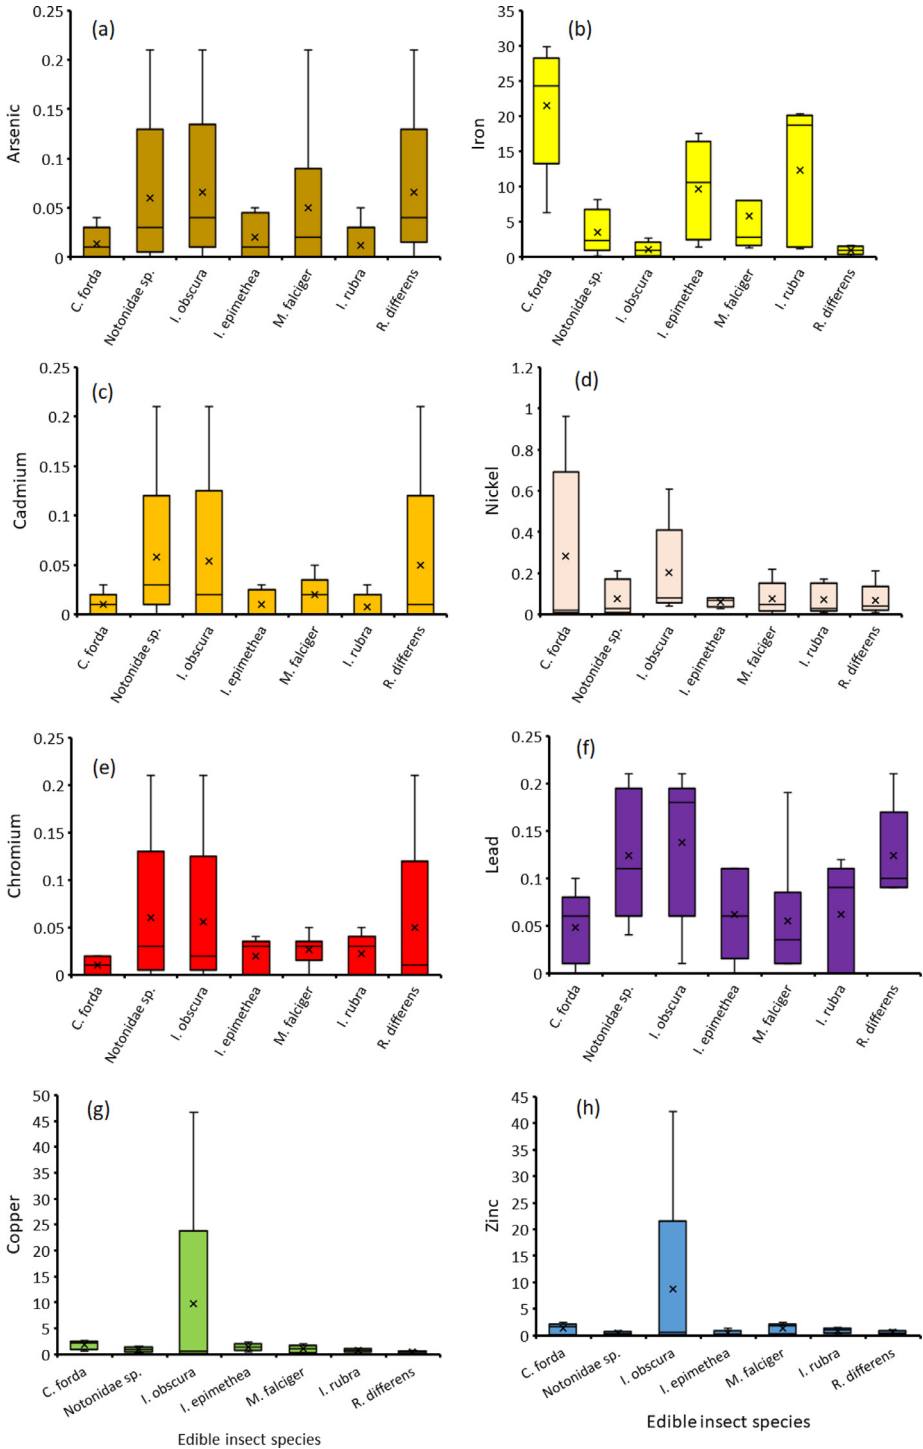 (a)
Arsenic
0.25
0.2
0.15
0.1
0.05
0
C. forda
Notonidae sp.
I. obscura
I. epimethea
M. falciger
I. rubra
R. differens
(b)
Iron
35
30
25
20
15
10
5
0
C. forda
Notonidae sp.
I. obscura
I. epimethea
M. falciger
I. rubra
R. differens
(c)
Cadmium
0.25
0.2
0.15
0.1
0.05
0
C. forda
Notonidae sp.
I. obscura
I. epimethea
M. falciger
I. rubra
R. differens
(d)
Nickel
1.2
1
0.8
0.6
0.4
0.2
0
C. forda
Notonidae sp.
I. obscura
I. epimethea
M. falciger
I. rubra
R. differens
(e)
Chromium
0.25
0.2
0.15
0.1
0.05
0
C. forda
Notonidae sp.
I. obscura
I. epimethea
M. falciger
I. rubra
R. differens
(f)
Lead
0.25
0.2
0.15
0.1
0.05
0
C. forda
Notonidae sp.
I. obscura
I. epimethea
M. falciger
I. rubra
R. differens
(g)
Copper
50
45
40
35
30
25
20
15
10
5
0
C. forda
Notonidae sp.
I. obscura
I. epimethea
M. falciger
I. rubra
R. differens
Edible insect species
(h)
Zinc
45
40
35
30
25
20
15
10
5
0
C. forda
Notonidae sp.
I. obscura
I. epimethea
M. falciger
I. rubra
R. differens
Edible insect species